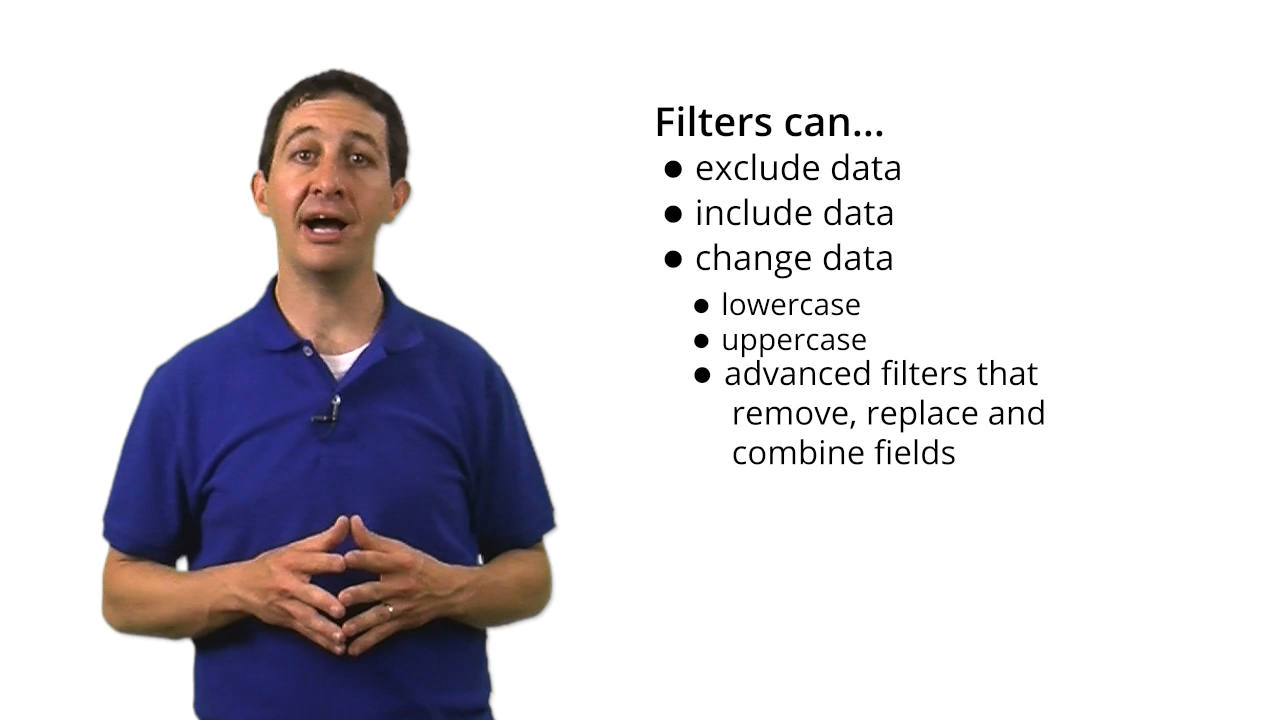 Filters can...
● exclude data
● include data
● change data
● lowercase
● uppercase
● advanced filters that
remove, replace and
combine fields